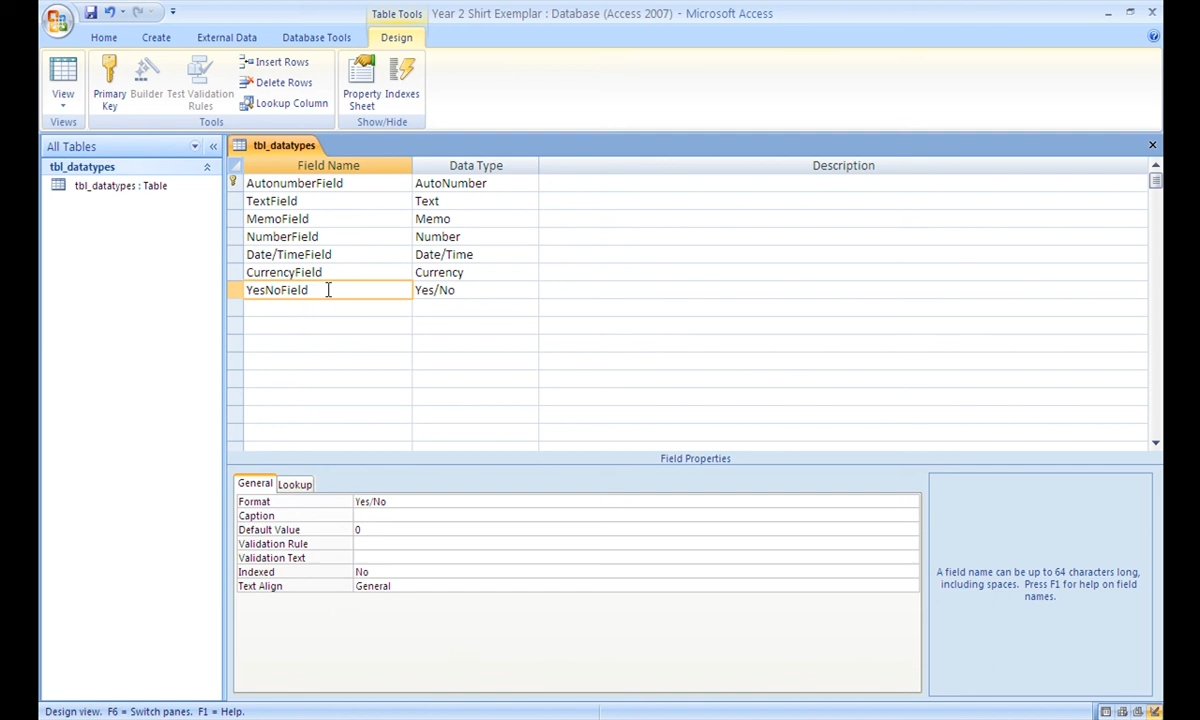 Table Tools
Year 2 Shirt Exemplar : Database (Access 2007) - Microsoft Access
Home Create External Data Database Tools Design
View
Primary Key
Builder
Test Validation Rules
Insert Rows
Delete Rows
Lookup Column
Property Sheet
Indexes
Views Tools Show/Hide
All Tables
tbl_datatypes
tbl_datatypes : Table
tbl_datatypes
Field Name Data Type Description
AutonumberField AutoNumber
TextField Text
MemoField Memo
NumberField Number
Date/TimeField Date/Time
CurrencyField Currency
YesNoField Yes/No
Field Properties
General Lookup
Format Yes/No
Caption
Default Value 0
Validation Rule
Validation Text
Indexed No
Text Align General
A field name can be up to 64 characters long,
including spaces. Press F1 for help on field
names.
Design view. F6 = Switch panes. F1 = Help.